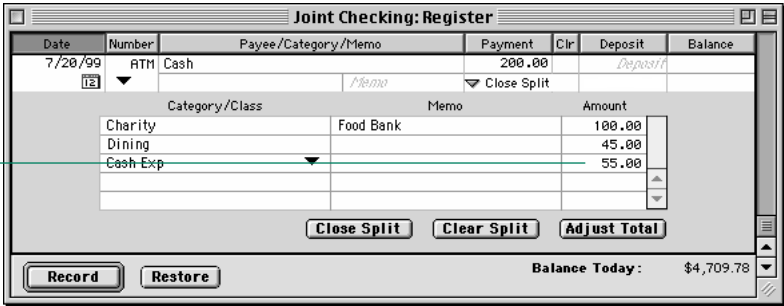 Joint Checking: Register
Date Number Payee/Category/Memo Payment Clr Deposit Balance
7/20/99 ATM Cash 200.00 Deposit
12 Memo Close Split
Category/Class Memo Amount
Charity Food Bank 100.00
Dining 45.00
Cash Exp 55.00
Close Split Clear Split Adjust Total
Record Restore Balance Today: $4,709.78